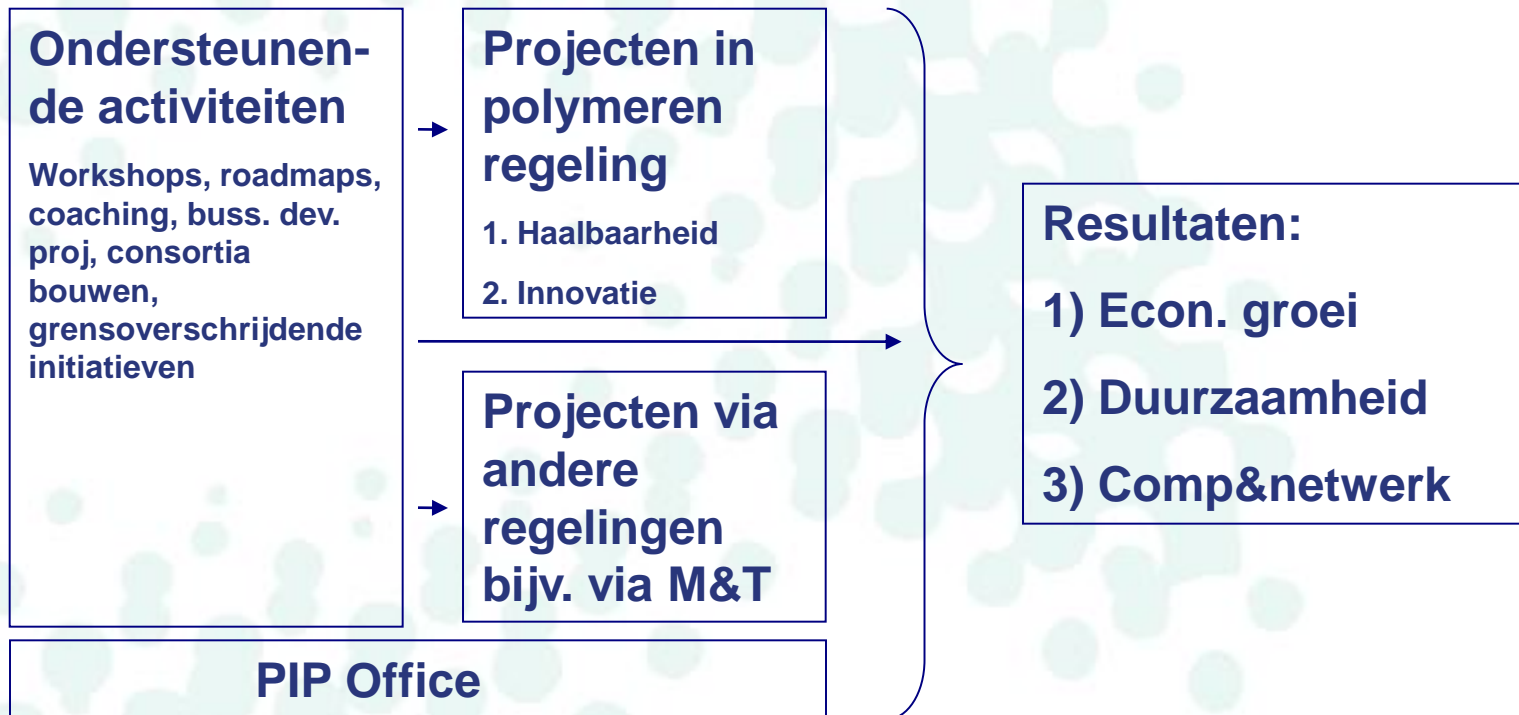 Ondersteunen-
de activiteiten
Workshops, roadmaps,
coaching, buss. dev.
proj, consortia
bouwen,
grensoverschrijdende
initiatieven
Projecten in
polymeren
regeling
1. Haalbaarheid
2. Innovatie
Projecten via
andere
regelingen
bijv. via M&T
PIP Office
Resultaten:
1) Econ. groei
2) Duurzaamheid
3) Comp&netwerk